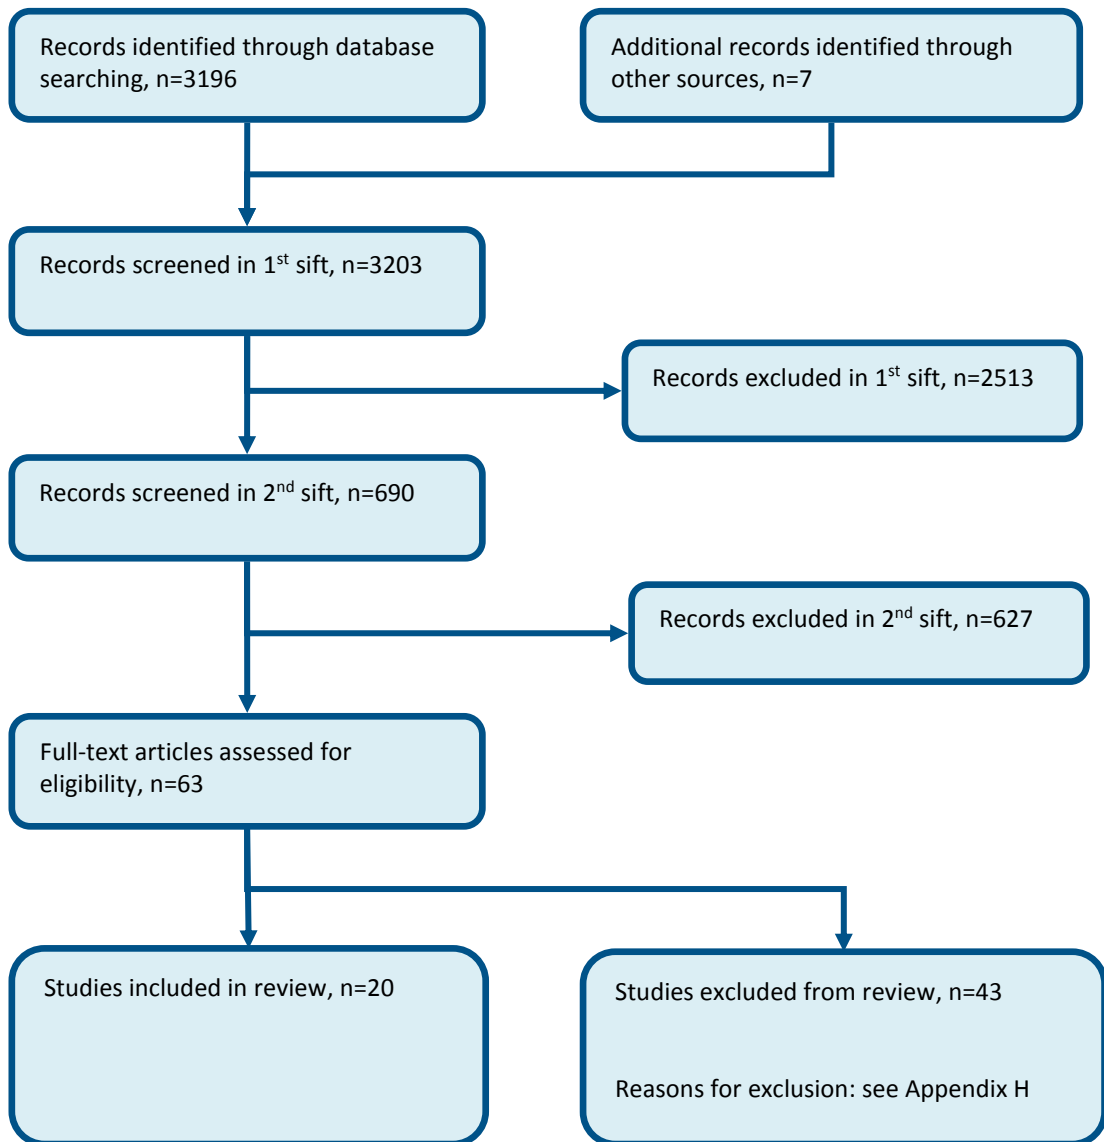 Records identified through database
searching, n=3196
Additional records identified through
other sources, n=7
Records screened in 1st sift, n=3203
Records excluded in 1st sift, n=2513
Records screened in 2nd sift, n=690
Records excluded in 2nd sift, n=627
Full-text articles assessed for
eligibility, n=63
Studies included in review, n=20
Studies excluded from review, n=43
Reasons for exclusion: see Appendix H